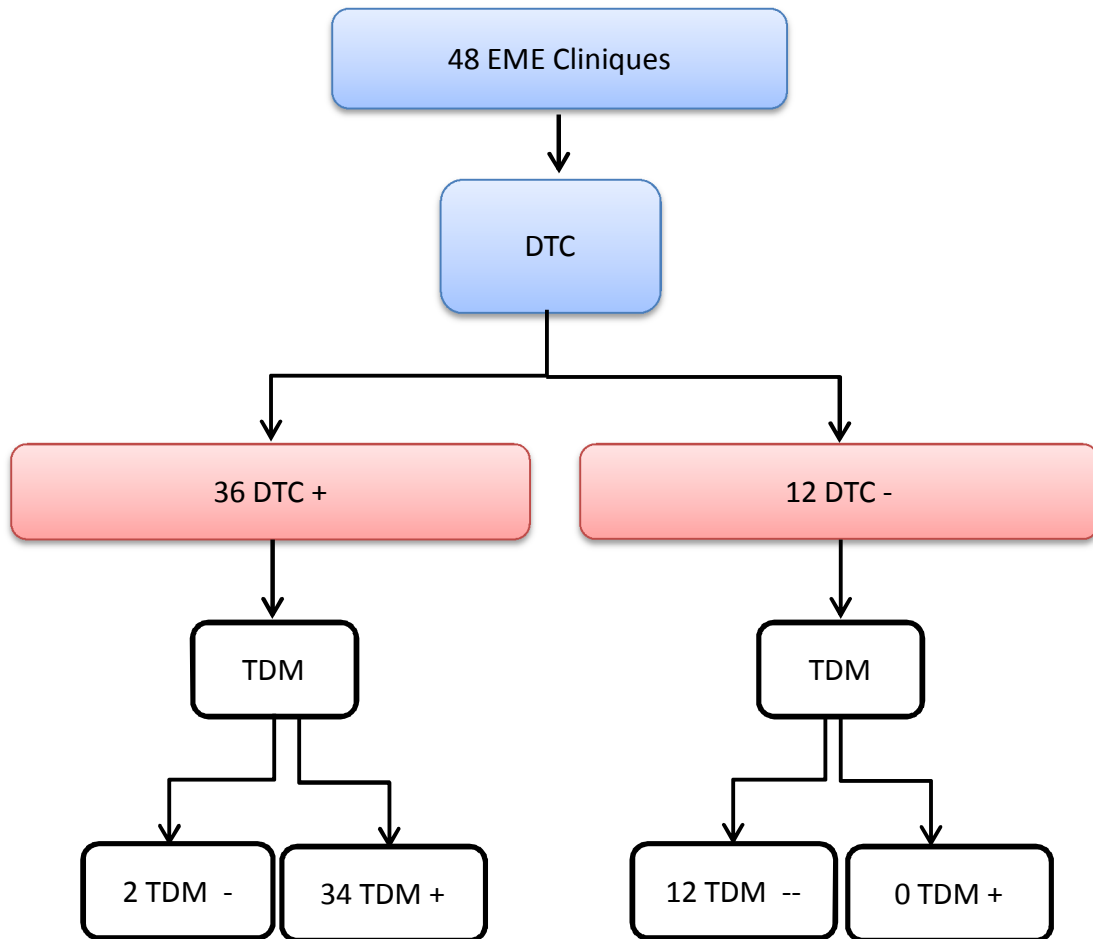 48 EME Cliniques
DTC
36 DTC +
12 DTC -
TDM
TDM
2 TDM  -
34 TDM +
12 TDM  --
0 TDM +